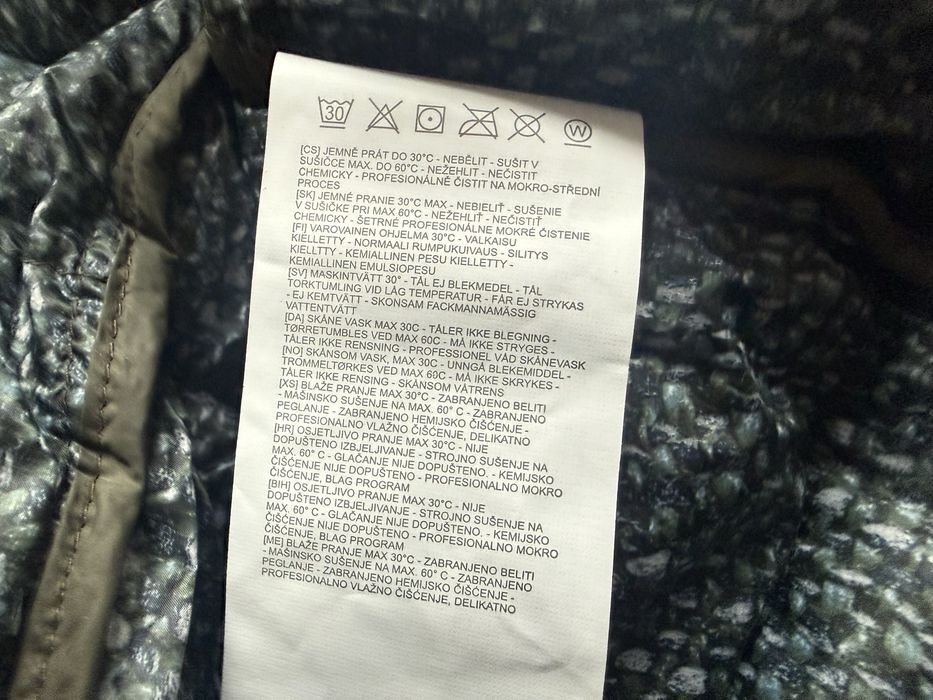 30 W
[CS] JEMNĚ PRÁT DO 30°C - NEBĚLIT - SUŠIT V
SUŠIČCE MAX. DO 60°C - NEŽEHLIT - NEČISTIT
CHEMICKY - PROFESIONÁLNĚ ČISTIT NA MOKRO-STŘEDNÍ
PROCES
[SK] JEMNÉ PRANIE 30°C MAX - NEBIELIŤ - SUŠENIE
V SUŠIČKE PRI MAX 60°C - NEŽEHLIŤ - NEČISTIŤ
CHEMICKY - ŠETRNÉ PROFESIONÁLNE MOKRÉ ČISTENIE
[FI] VAROVAINEN OHJELMA 30°C - VALKAISU
KIELLETTY - NORMAALI RUMPUKUIVAUS - SILITYS
KIELLTTY - KEMIALLINEN PESU KIELLETTY -
KEMIALLINEN EMULSIOPESU
[SV] MASKINTVÄTT 30° - TÅL EJ BLEKMEDEL - TÅL
TORKTUMLING VID LÅG TEMPERATUR - FÅR EJ STRYKAS
- EJ KEMTVÄTT - SKONSAM FACKMANNAMÄSSIG
VATTENTVÄTT
[DA] SKÅNE VASK MAX 30C - TÅLER IKKE BLEGNING -
TØRRETUMBLES VED MAX 60C - MÅ IKKE STRYGES -
TÅLER IKKE RENSNING - PROFESSIONEL VÅD SKÅNEVASK
[NO] SKÅNSOM VASK, MAX 30C - UNNGÅ BLEKEMIDDEL -
TROMMELTØRKES VED MAX 60C - MÅ IKKE SKRYKES -
TÅLER IKKE RENSING - SKÅNSOM VÅTRENS
[XS] BLAŽE PRANJE MAX 30°C - ZABRANJENO BELITI
- MAŠINSKO SUŠENJE NA MAX. 60° C - ZABRANJENO
PEGLANJE - ZABRANJENO HEMIJSKO ČIŠĆENJE -
PROFESIONALNO VLAŽNO ČIŠĆENJE, DELIKATNO
[HR] OSJETLJIVO PRANJE MAX 30°C - NIJE
DOPUŠTENO IZBJELJIVANJE - STROJNO SUŠENJE NA
MAX. 60° C - GLAČANJE NIJE DOPUŠTENO. - KEMIJSKO
ČIŠĆENJE NIJE DOPUŠTENO - PROFESIONALNO MOKRO
ČIŠĆENJE, BLAG PROGRAM
[BIH] OSJETLJIVO PRANJE MAX 30°C - NIJE
DOPUŠTENO IZBJELJIVANJE - STROJNO SUŠENJE NA
MAX. 60° C - GLAČANJE NIJE DOPUŠTENO. - KEMIJSKO
ČIŠĆENJE NIJE DOPUŠTENO - PROFESIONALNO MOKRO
ČIŠĆENJE, BLAG PROGRAM
[ME] BLAŽE PRANJE MAX 30°C - ZABRANJENO BELITI
- MAŠINSKO SUŠENJE NA MAX. 60° C - ZABRANJENO
PEGLANJE - ZABRANJENO HEMIJSKO ČIŠĆENJE -
PROFESIONALNO VLAŽNO ČIŠĆENJE, DELIKATNO